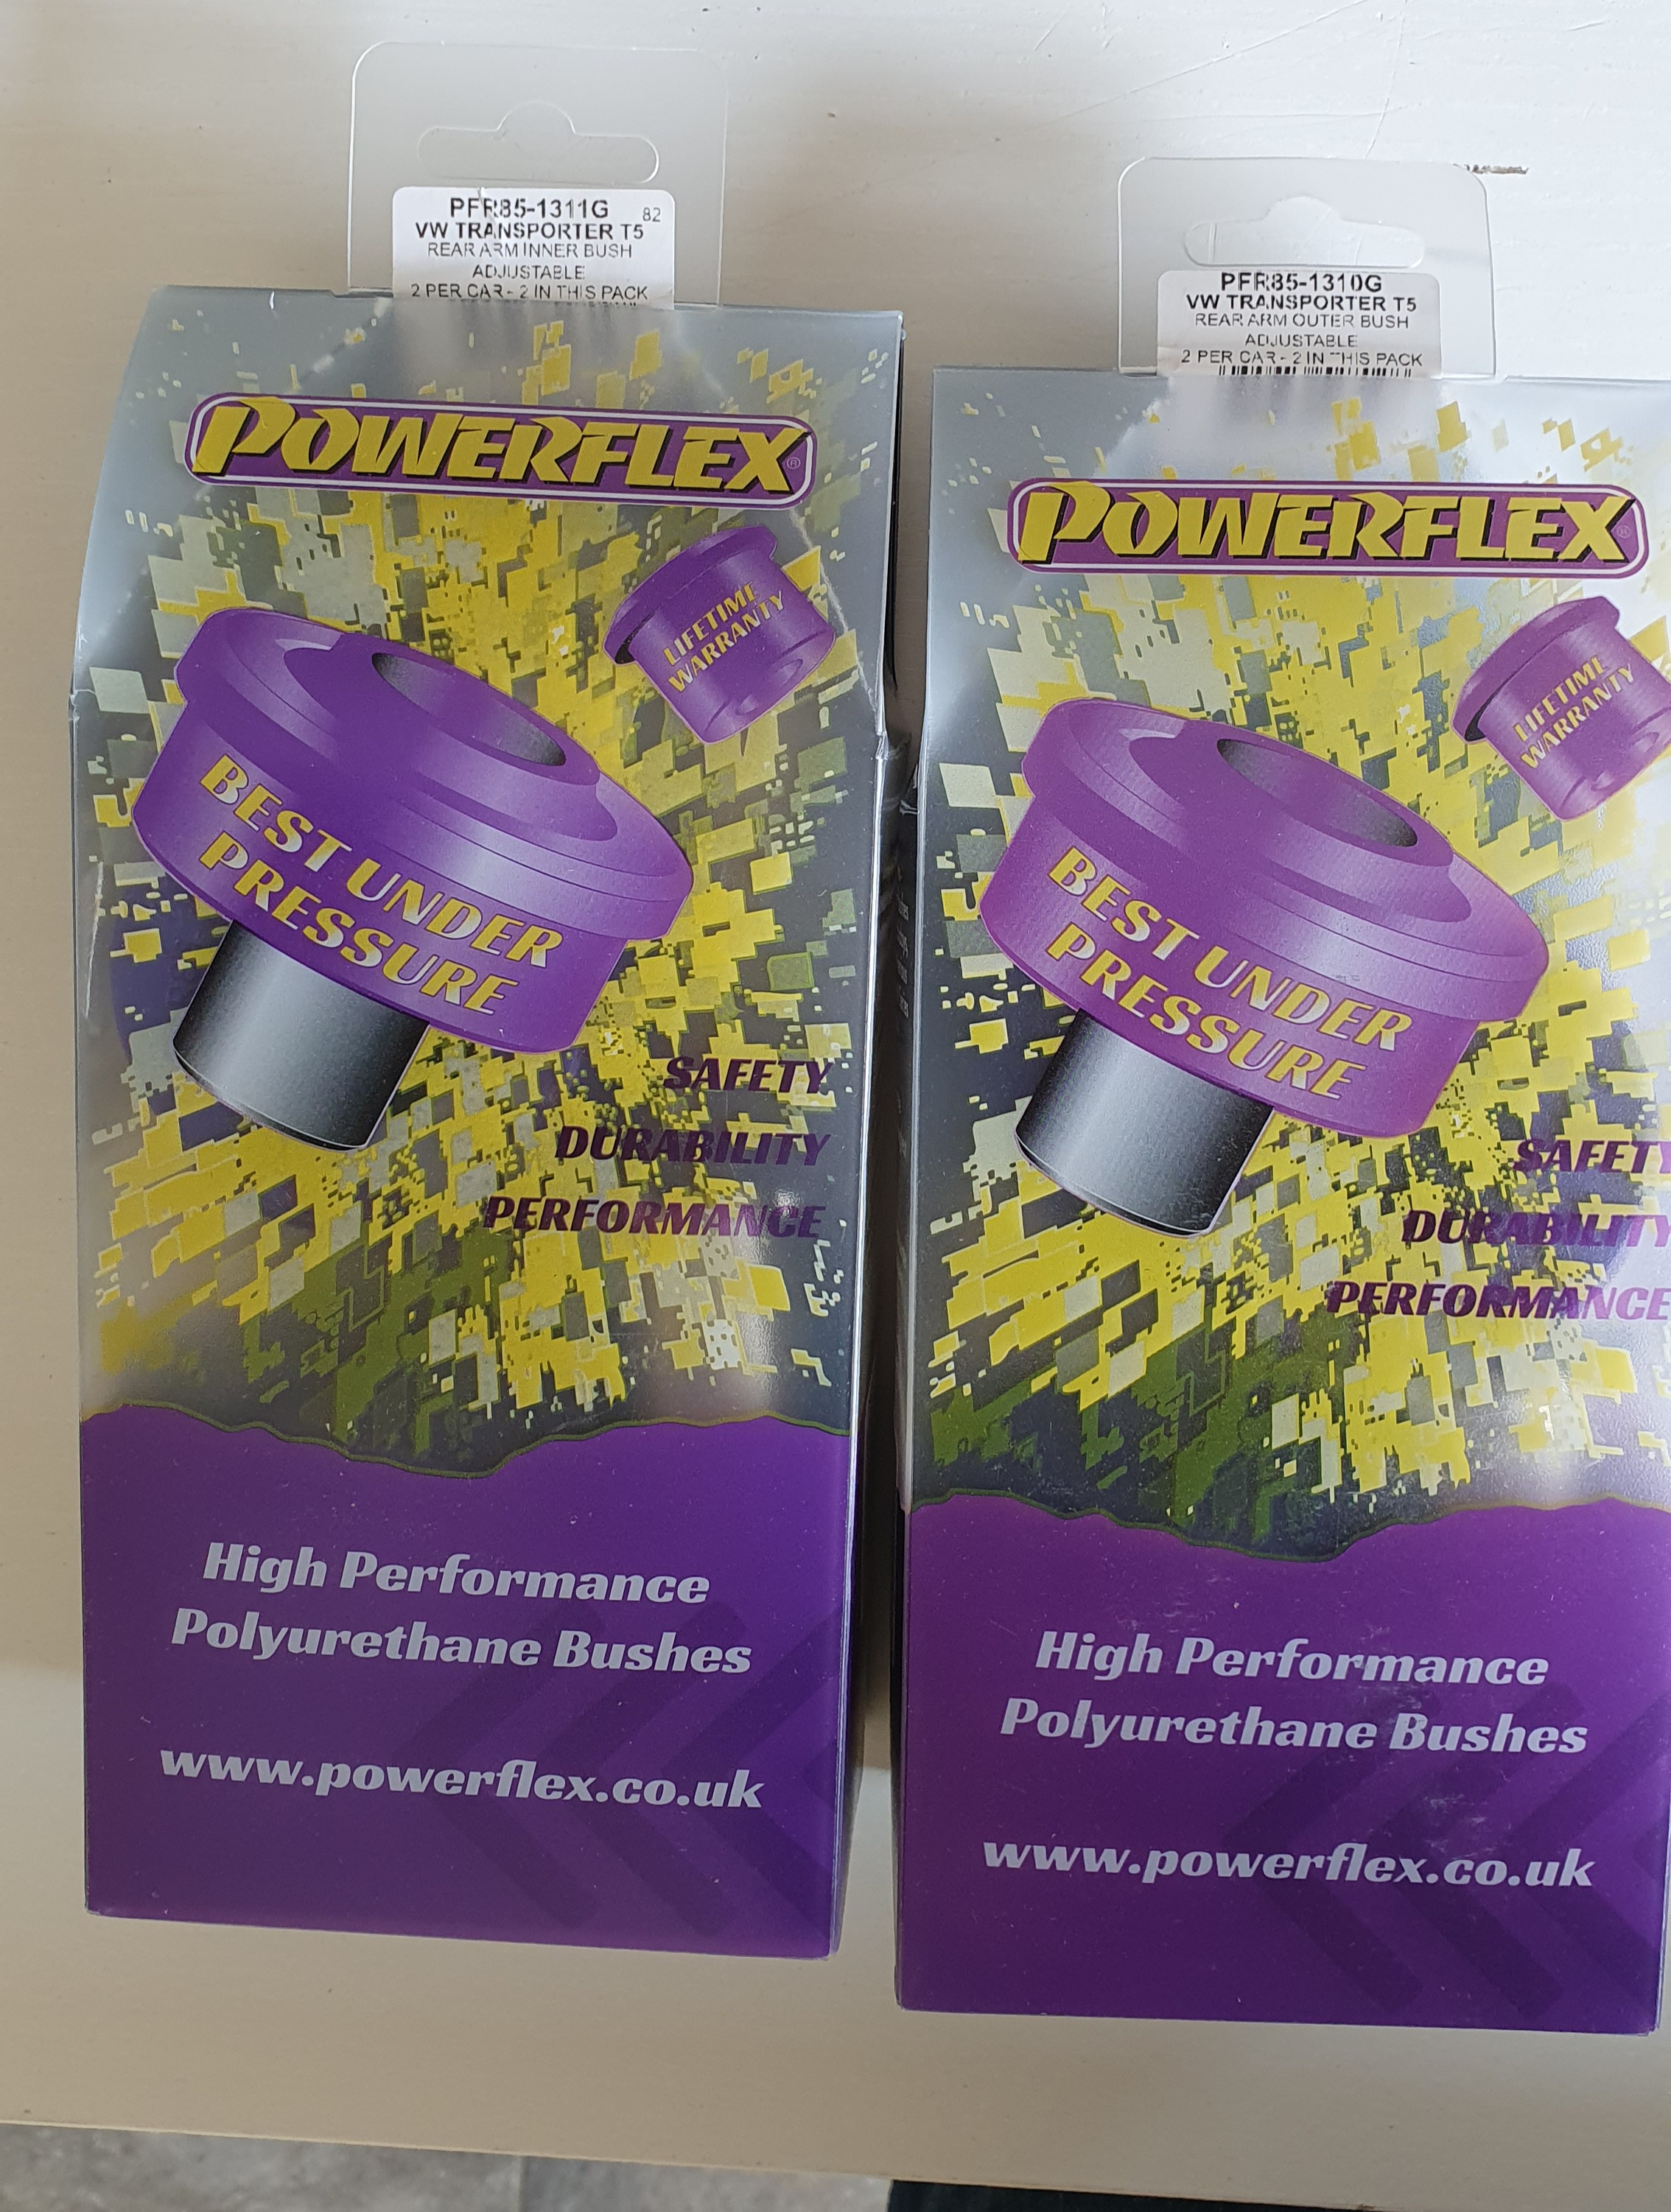 PFR85-1311G 82
VW TRANSPORTER T5
REAR ARM INNER BUSH
ADJUSTABLE
2 PER CAR - 2 IN THIS PACK
POWERFLEX®
LIFETIME
WARRANTY
BEST UNDER
PRESSURE
SAFETY
DURABILITY
PERFORMANCE
High Performance
Polyurethane Bushes
www.powerflex.co.uk
PFR85-1310G
VW TRANSPORTER T5
REAR ARM OUTER BUSH
ADJUSTABLE
2 PER CAR - 2 IN THIS PACK
POWERFLEX®
LIFETIME
WARRANTY
BEST UNDER
PRESSURE
SAFETY
DURABILITY
PERFORMANCE
High Performance
Polyurethane Bushes
www.powerflex.co.uk